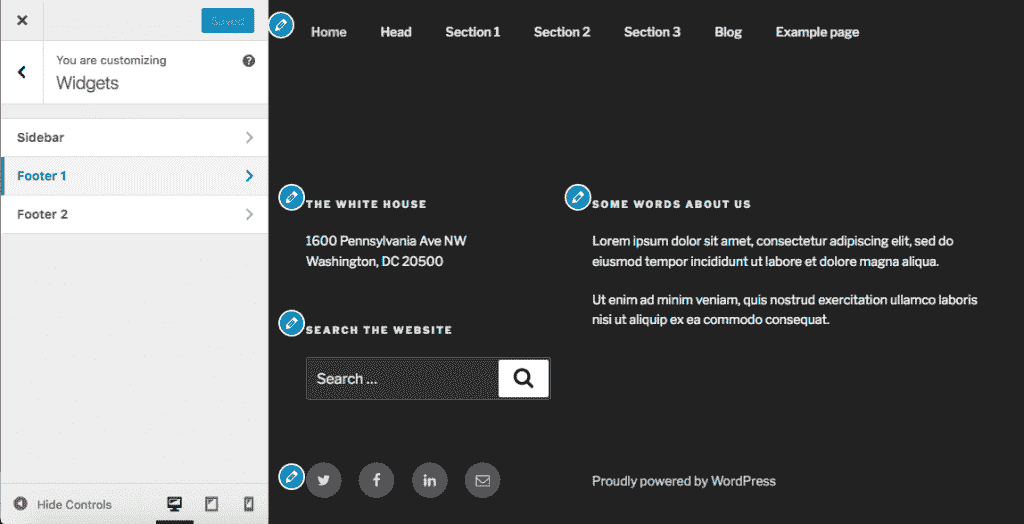 Saved
You are customizing
Widgets
Sidebar
Footer 1
Footer 2
Hide Controls
Home Head Section 1 Section 2 Section 3 Blog Example page
THE WHITE HOUSE
1600 Pennsylvania Ave NW
Washington, DC 20500
SEARCH THE WEBSITE
Search ...
SOME WORDS ABOUT US
Lorem ipsum dolor sit amet, consectetur adipiscing elit, sed do
eiusmod tempor incididunt ut labore et dolore magna aliqua.
Ut enim ad minim veniam, quis nostrud exercitation ullamco laboris
nisi ut aliquip ex ea commodo consequat.
Proudly powered by WordPress